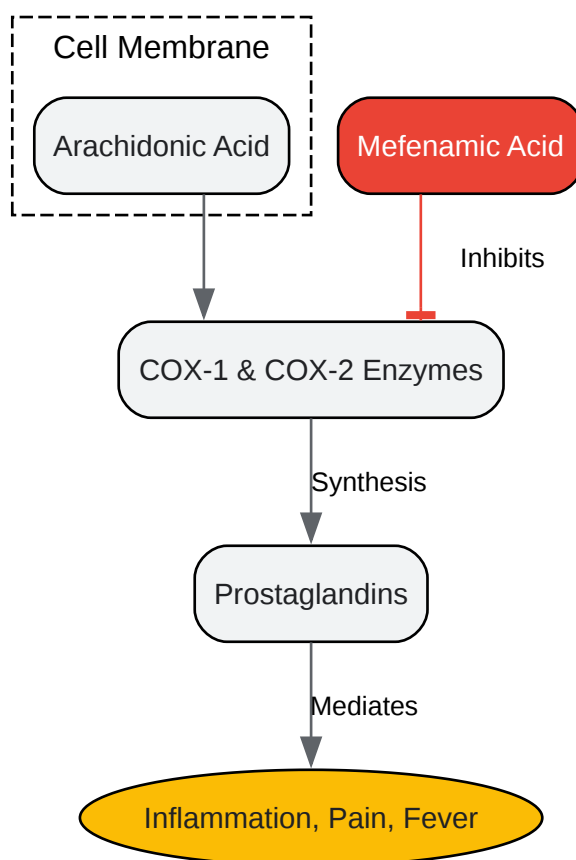 Cell Membrane
Arachidonic Acid
Mefenamic Acid
Inhibits
COX-1 & COX-2 Enzymes
Synthesis
Prostaglandins
Mediates
Inflammation, Pain, Fever